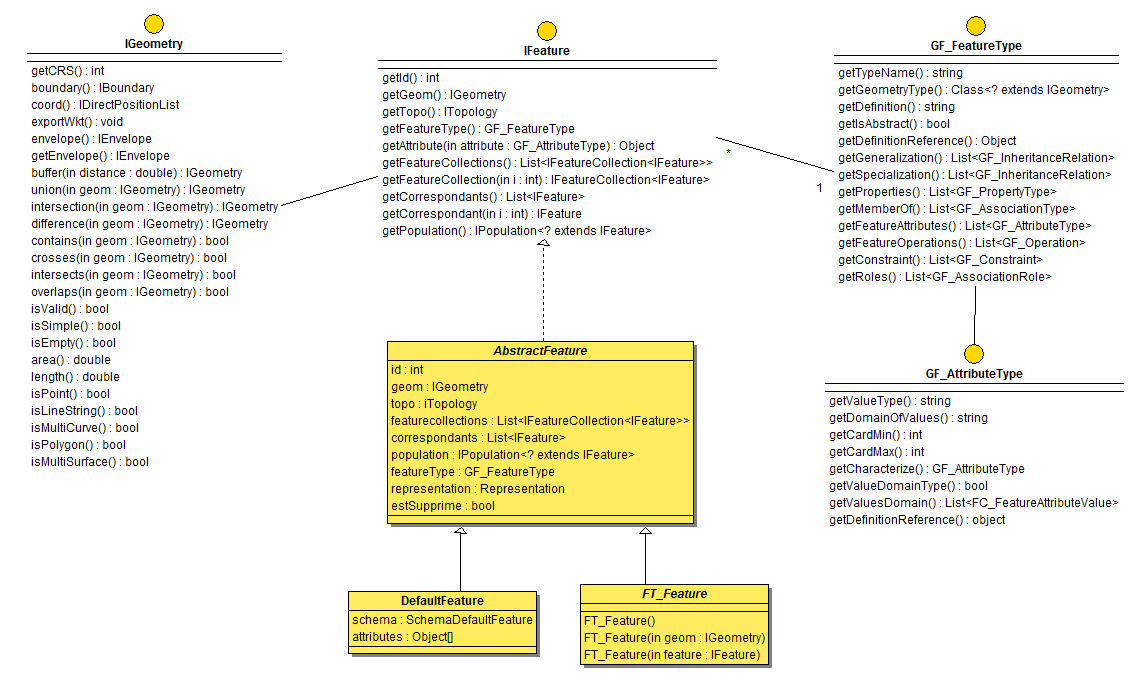 IGeometry
getCRS() : int
boundary() : IBoundary
coord() : IDirectPositionList
exportWkt() : void
envelope() : IEnvelope
getEnvelope() : IEnvelope
buffer(in distance : double) : IGeometry
union(in geom : IGeometry) : IGeometry
intersection(in geom : IGeometry) : IGeometry
difference(in geom : IGeometry) : IGeometry
contains(in geom : IGeometry) : bool
crosses(in geom : IGeometry) : bool
intersects(in geom : IGeometry) : bool
overlaps(in geom : IGeometry) : bool
isValid() : bool
isSimple() : bool
isEmpty() : bool
area() : double
length() : double
isPoint() : bool
isLineString() : bool
isMultiCurve() : bool
isPolygon() : bool
isMultiSurface() : bool
IFeature
getId() : int
getGeom() : IGeometry
getTopo() : ITopology
getFeatureType() : GF_FeatureType
getAttribute(in attribute : GF_AttributeType) : Object
getFeatureCollections() : List<IFeatureCollection<IFeature>>
getFeatureCollection(in i : int) : IFeatureCollection<IFeature>
getCorrespondants() : List<IFeature>
getCorrespondant(in i : int) : IFeature
getPopulation() : IPopulation<? extends IFeature>
*
1
GF_FeatureType
getTypeName() : string
getGeometryType() : Class<? extends IGeometry>
getDefinition() : string
getIsAbstract() : bool
getDefinitionReference() : Object
getGeneralization() : List<GF_InheritanceRelation>
getSpecialization() : List<GF_InheritanceRelation>
getProperties() : List<GF_PropertyType>
getMemberOf() : List<GF_AssociationType>
getFeatureAttributes() : List<GF_AttributeType>
getFeatureOperations() : List<GF_Operation>
getConstraint() : List<GF_Constraint>
getRoles() : List<GF_AssociationRole>
GF_AttributeType
getValueType() : string
getDomainOfValues() : string
getCardMin() : int
getCardMax() : int
getCharacterize() : GF_AttributeType
getValueDomainType() : bool
getValuesDomain() : List<FC_FeatureAttributeValue>
getDefinitionReference() : object
AbstractFeature
id : int
geom : IGeometry
topo : iTopology
featurecollections : List<IFeatureCollection<IFeature>>
correspondants : List<IFeature>
population : IPopulation<? extends IFeature>
featureType : GF_FeatureType
representation : Representation
estSupprime : bool
DefaultFeature
schema : SchemaDefaultFeature
attributes : Object[]
FT_Feature
FT_Feature()
FT_Feature(in geom : IGeometry)
FT_Feature(in feature : IFeature)